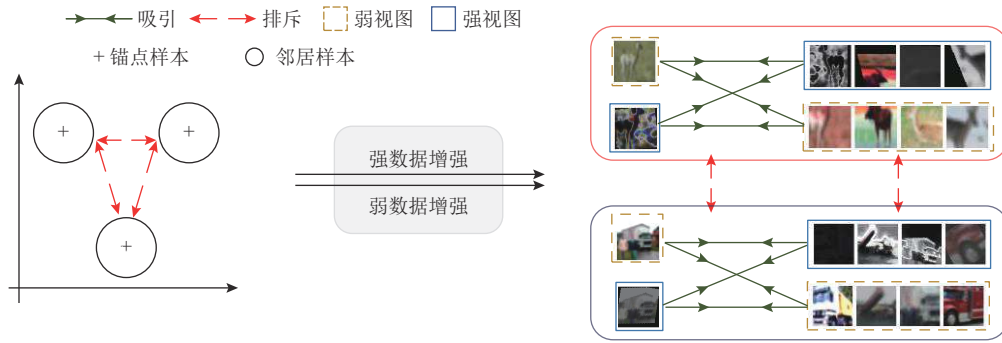 吸引 排斥 弱视图 强视图
+ 锚点样本 邻居样本
强数据增强
弱数据增强